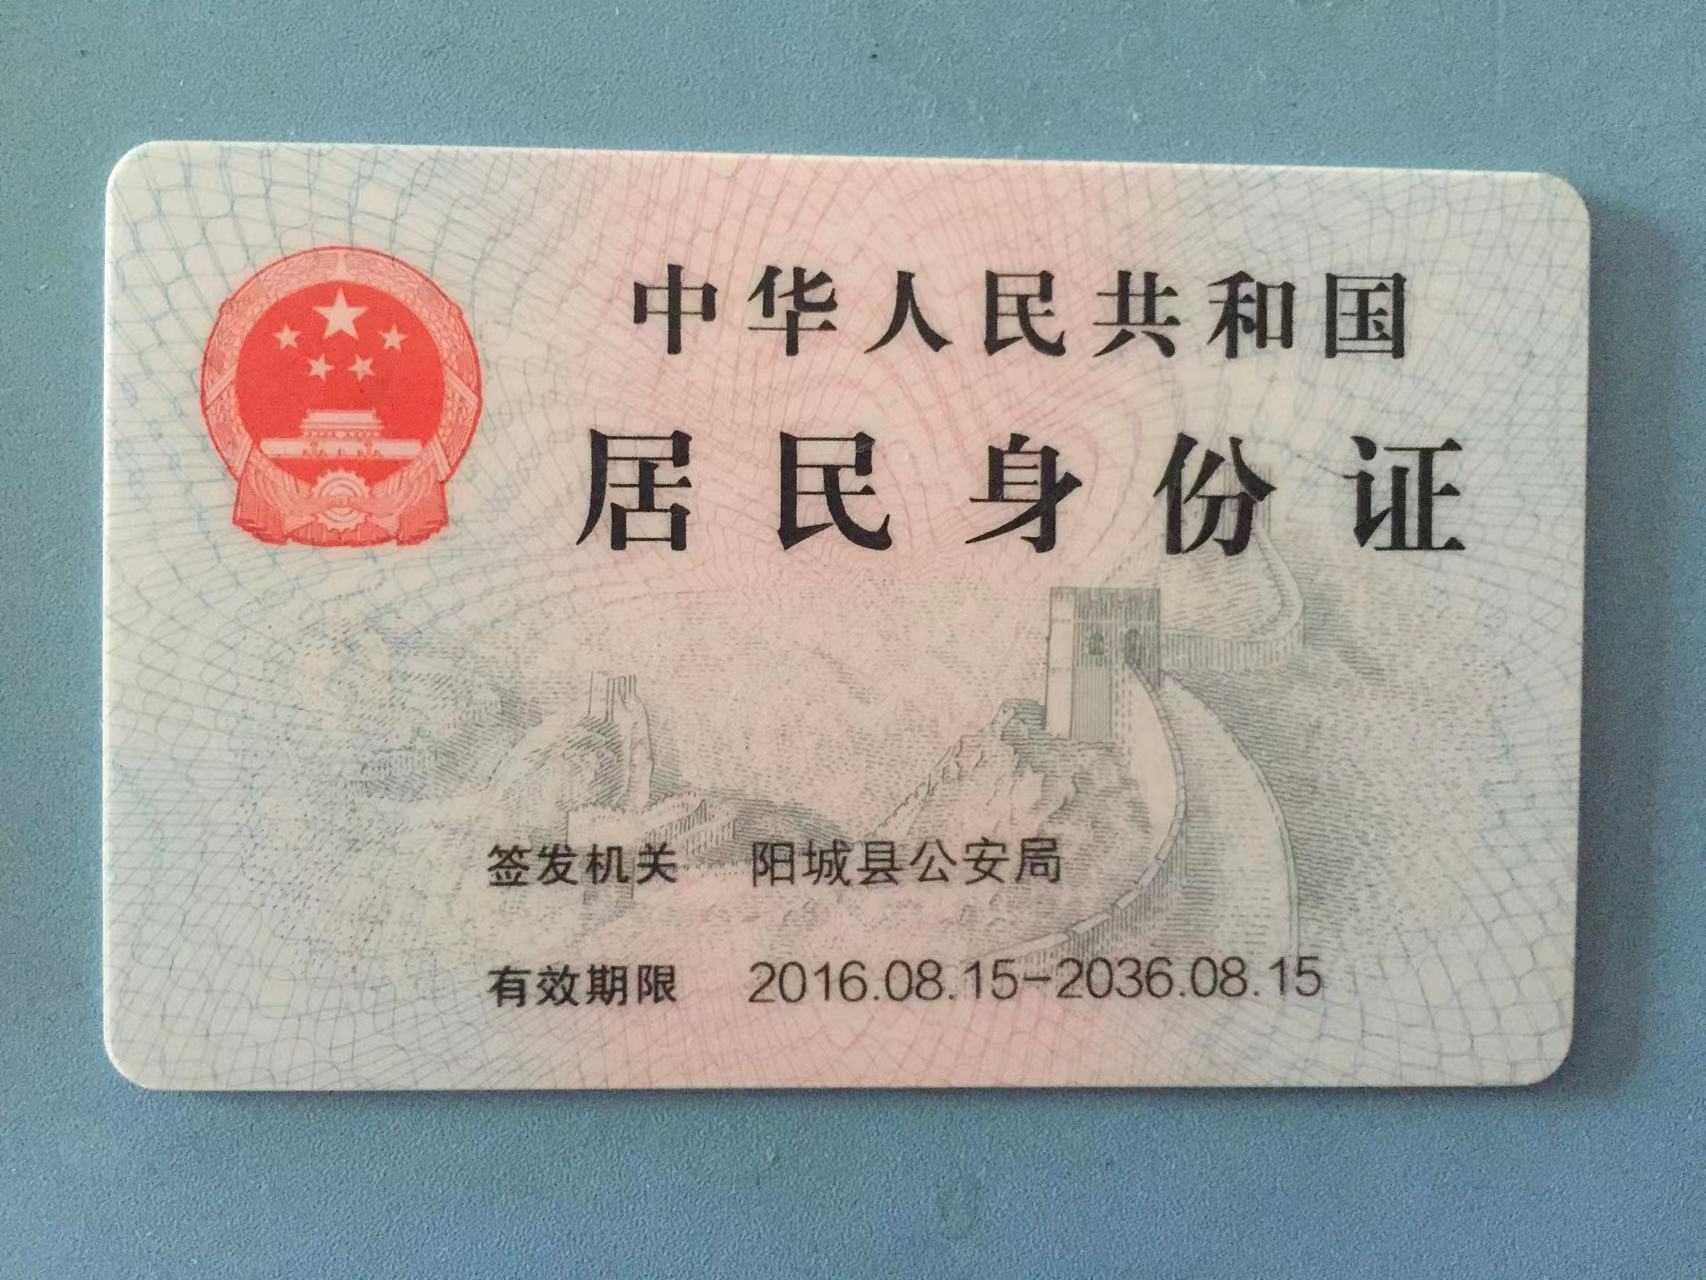 中华人民共和国
居民身份证
签发机关 阳城县公安局
有效期限 2016.08.15-2036.08.15